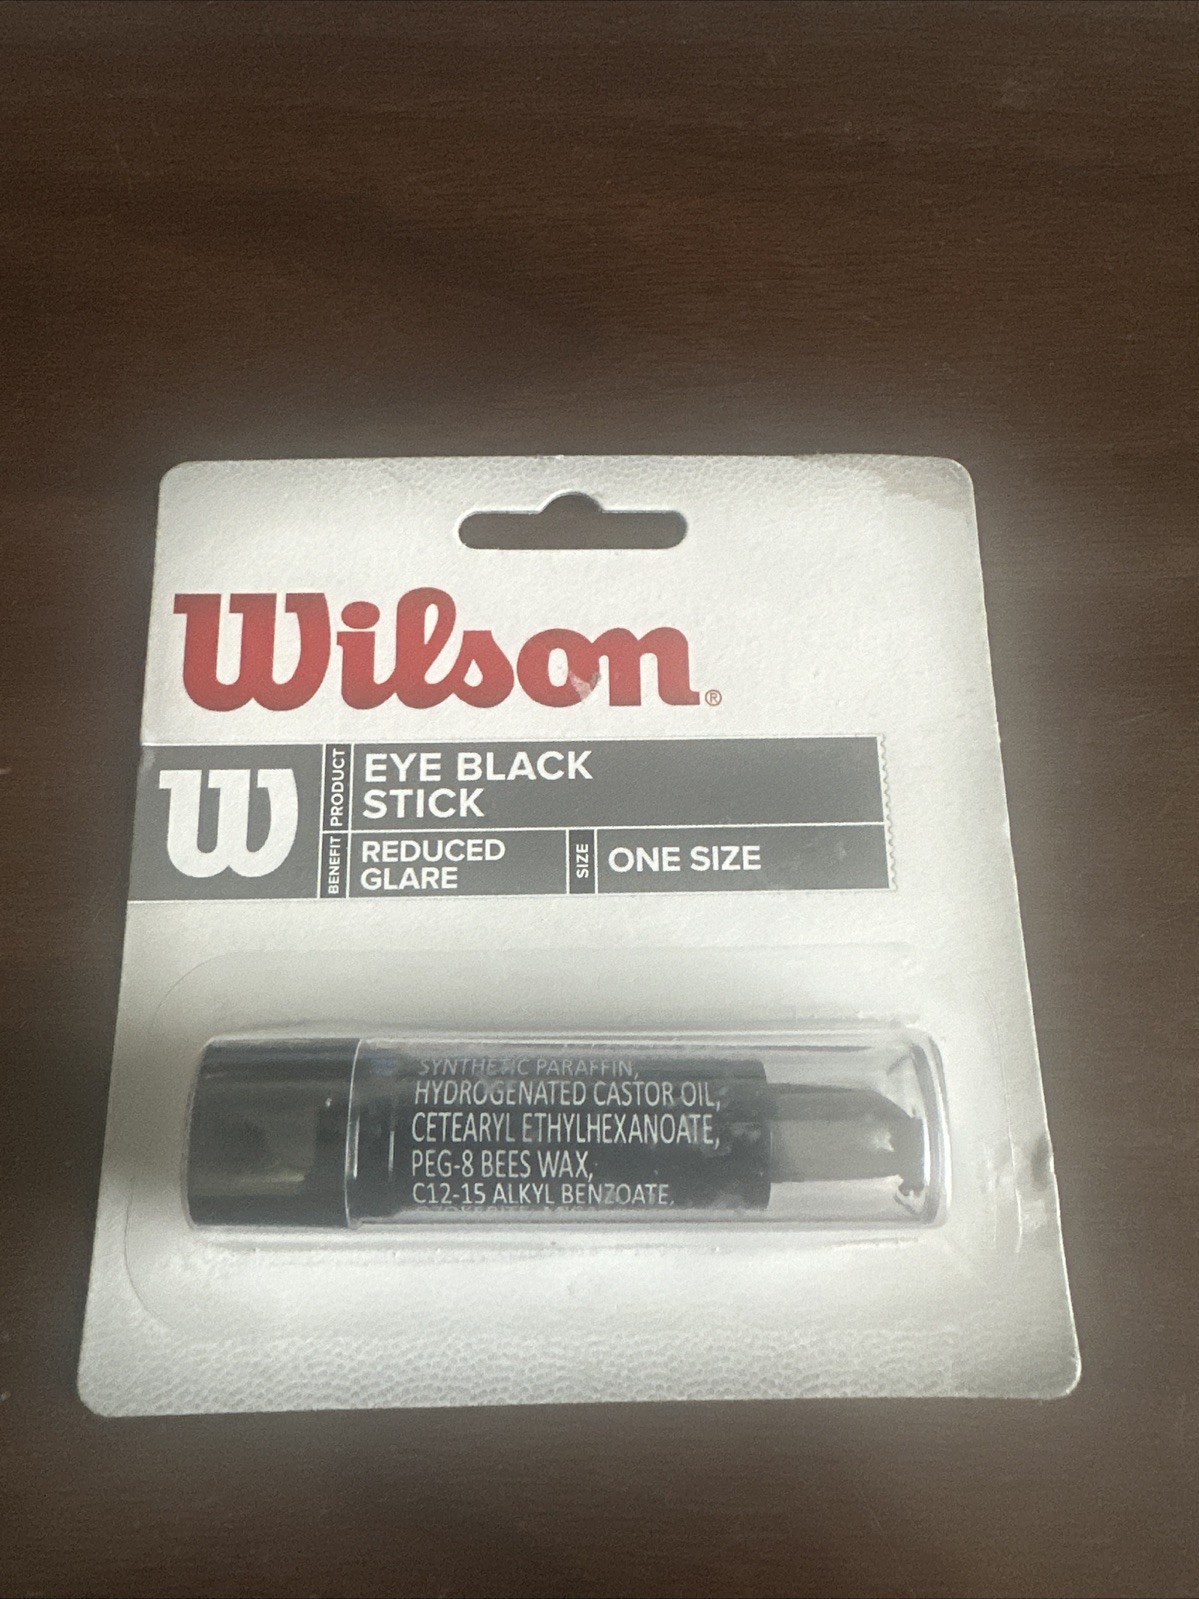 Wilson®
W
PRODUCT
EYE BLACK
STICK
BENEFIT
REDUCED
GLARE
SIZE
ONE SIZE
SYNTHETIC PARAFFIN,
HYDROGENATED CASTOR OIL,
CETEARYL ETHYLHEXANOATE,
PEG-8 BEES WAX,
C12-15 ALKYL BENZOATE,